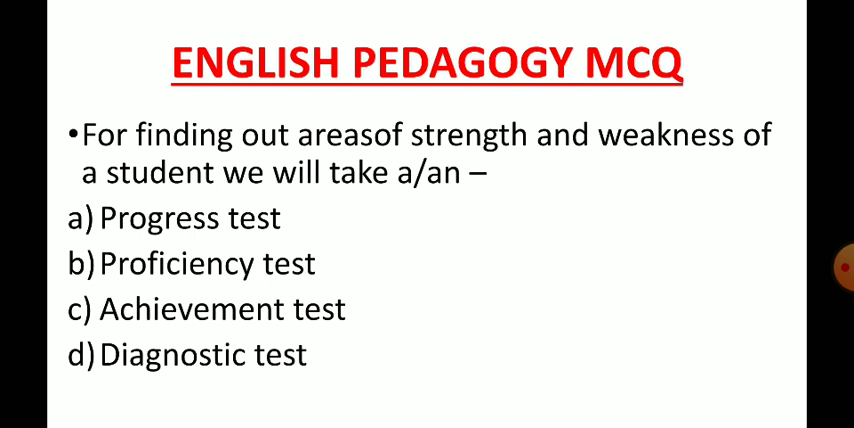 ENGLISH PEDAGOGY MCQ
•For finding out areasof strength and weakness of
a student we will take a/an –
a) Progress test
b) Proficiency test
c) Achievement test
d) Diagnostic test